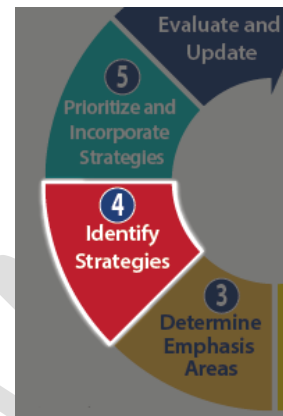 Evaluate and
Update
5
Prioritize and
Incorporate
Strategies
4
Identify
Strategies
3
Determine
Emphasis
Areas